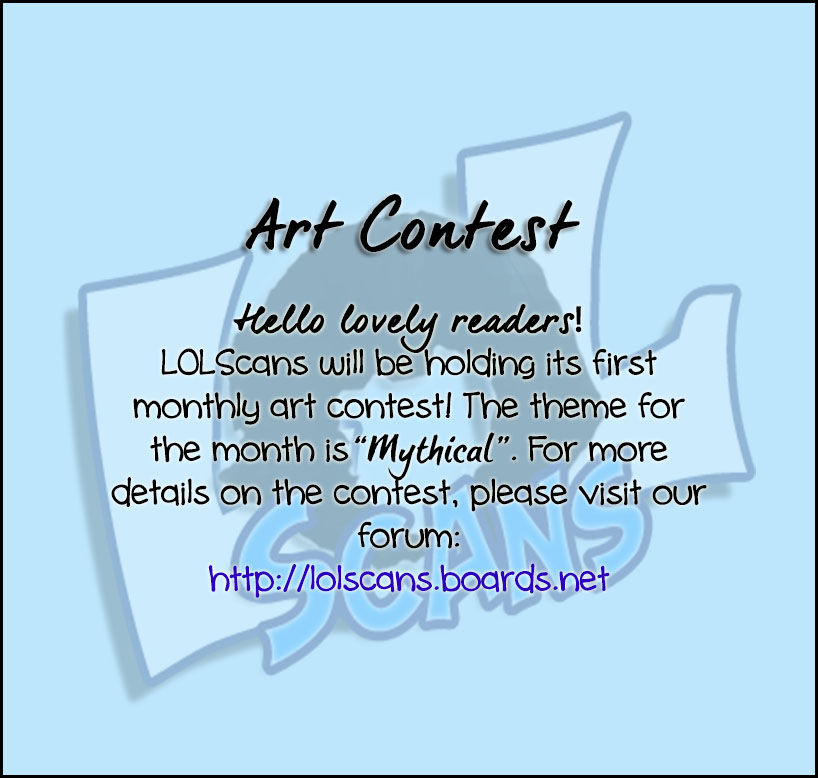 Art Contest
Hello lovely readers!
LOLScans will be holding its first
monthly art contest! The theme for
the month is "Mythical". For more
details on the contest, please visit our
forum:
http://lolscans.boards.net
L L
SCANS